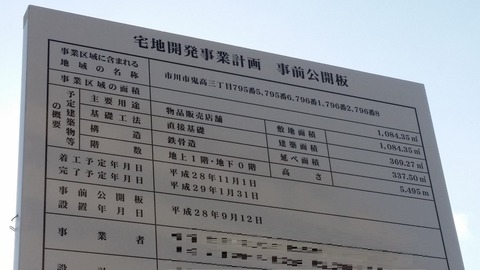 宅地開発事業計画 事前公開板
事業区域に含まれる地域の名称 市川市鬼高三丁目795番5,795番6,796番1,796番2,796番8
事業区域の面積 1,084.35㎡
予定建築物等の概要
主要用途 物品販売店舗 敷地面積 1,084.35㎡
基礎工法 直接基礎 建築面積 369.27㎡
構造 鉄骨造 延べ面積 337.50㎡
階数 地上1階・地下0階 高さ 5.495m
着工予定年月日 平成28年11月1日
完了予定年月日 平成29年1月31日
事前公開板設置年月日 平成28年9月12日
事業者